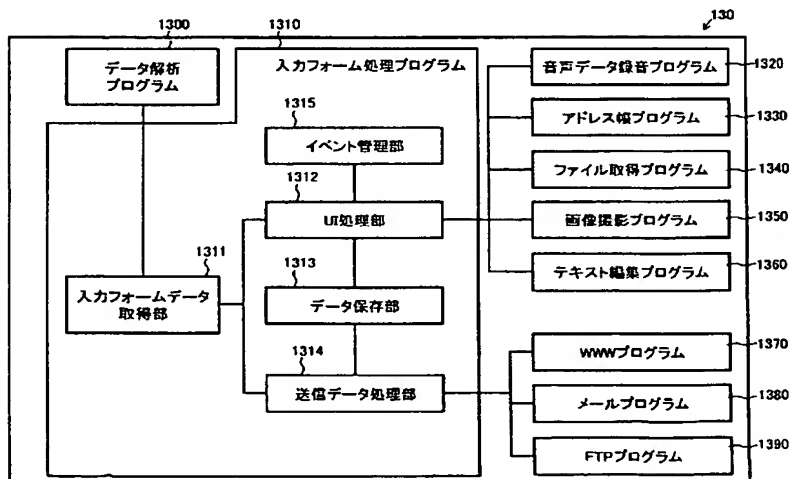 130
1300
データ解析
プログラム
1310
入力フォーム処理プログラム
1315
イベント管理部
1312
UI処理部
1311
入力フォームデータ
取得部
1313
データ保存部
1314
送信データ処理部
音声データ録音プログラム
1320
アドレス帳プログラム
1330
ファイル取得プログラム
1340
画像撮影プログラム
1350
テキスト編集プログラム
1360
WWWプログラム
1370
メールプログラム
1380
FTPプログラム
1390